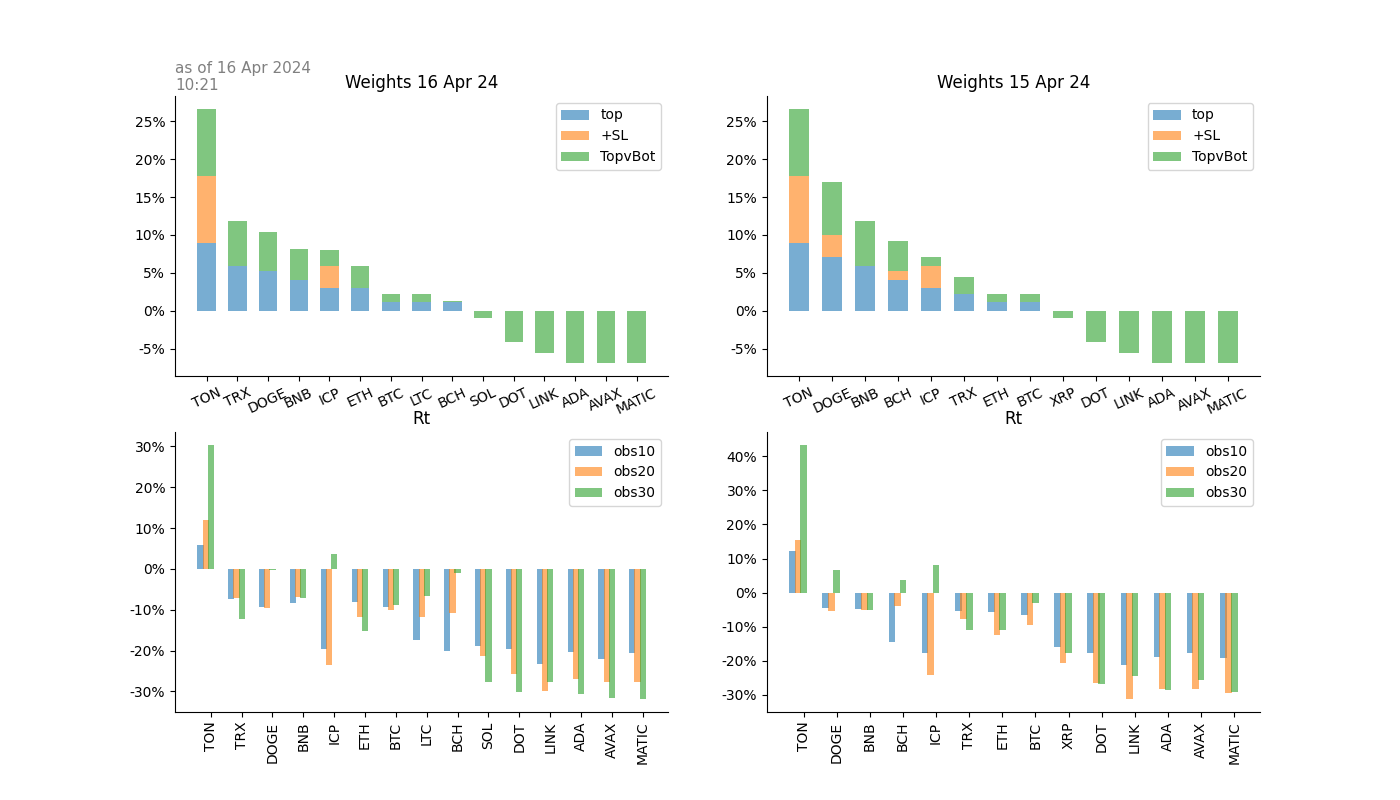 as of 16 Apr 2024
10:21
Weights 16 Apr 24
25%
20%
15%
10%
5%
0%
-5%
top
+SL
TopvBot
TON TRX DOGE BNB ICP ETH BTC LTC BCH SOL DOT LINK ADA AVAX MATIC
Weights 15 Apr 24
25%
20%
15%
10%
5%
0%
-5%
top
+SL
TopvBot
TON DOGE BNB BCH ICP TRX ETH BTC XRP DOT LINK ADA AVAX MATIC
Rt
30%
20%
10%
0%
-10%
-20%
-30%
obs10
obs20
obs30
TON TRX DOGE BNB ICP ETH BTC LTC BCH SOL DOT LINK ADA AVAX MATIC
Rt
40%
30%
20%
10%
0%
-10%
-20%
-30%
obs10
obs20
obs30
TON DOGE BNB BCH ICP TRX ETH BTC XRP DOT LINK ADA AVAX MATIC